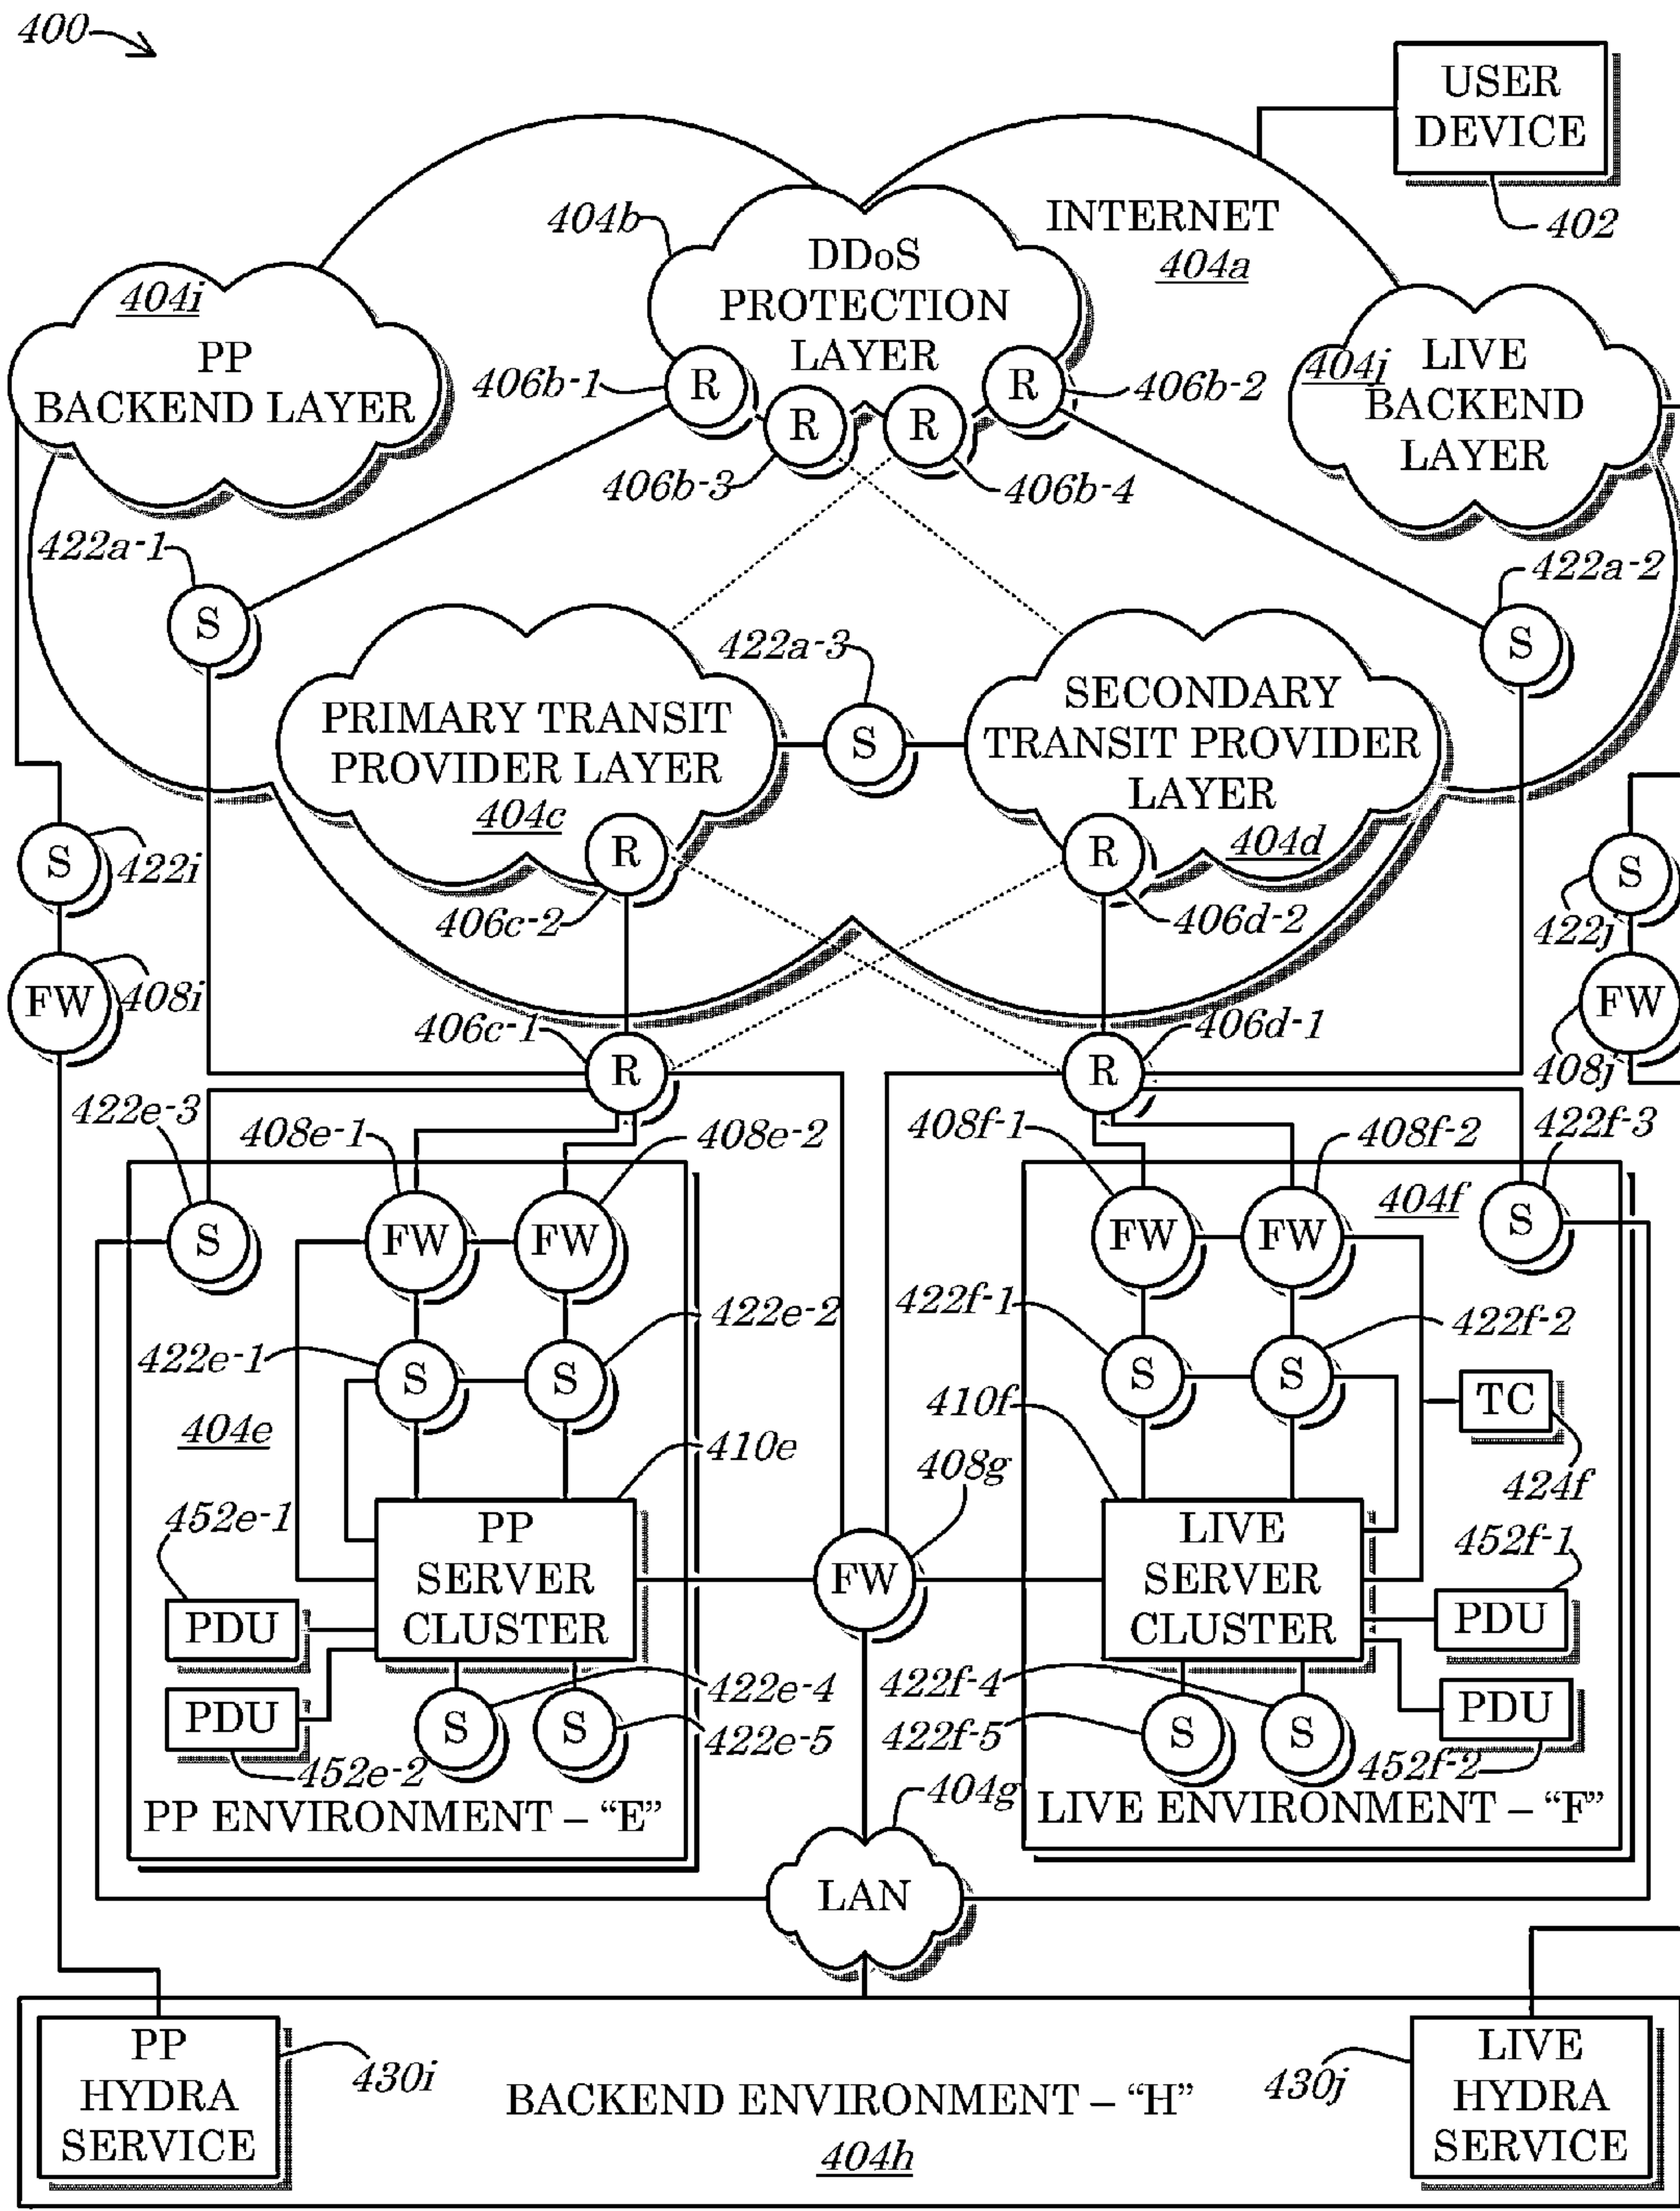 400
USER
DEVICE
402
404b
INTERNET
404a
DDoS
PROTECTION
LAYER
404i
PP
BACKEND LAYER
404j
LIVE
BACKEND
LAYER
406b-1
R
R
R
R
406b-2
406b-3
406b-4
422a-1
S
422a-2
S
422a-3
S
PRIMARY TRANSIT
PROVIDER LAYER
404c
SECONDARY
TRANSIT PROVIDER
LAYER
404d
R
406c-2
R
406d-2
S
422i
FW
408i
S
422j
FW
408j
406c-1
R
406d-1
R
422e-3
408e-1
408e-2
408f-1
408f-2
422f-3
S
FW
FW
FW
FW
404f
S
422e-1
S
S
422e-2
422f-1
S
S
422f-2
404e
410e
410f
408g
TC
424f
452e-1
PP
SERVER
CLUSTER
FW
LIVE
SERVER
CLUSTER
452f-1
PDU
PDU
PDU
PDU
452e-2
S
S
422e-4
422e-5
422f-4
422f-5
S
S
452f-2
PP ENVIRONMENT – “E”
404g
LIVE ENVIRONMENT – “F”
LAN
PP
HYDRA
SERVICE
430i
BACKEND ENVIRONMENT – “H”
404h
430j
LIVE
HYDRA
SERVICE